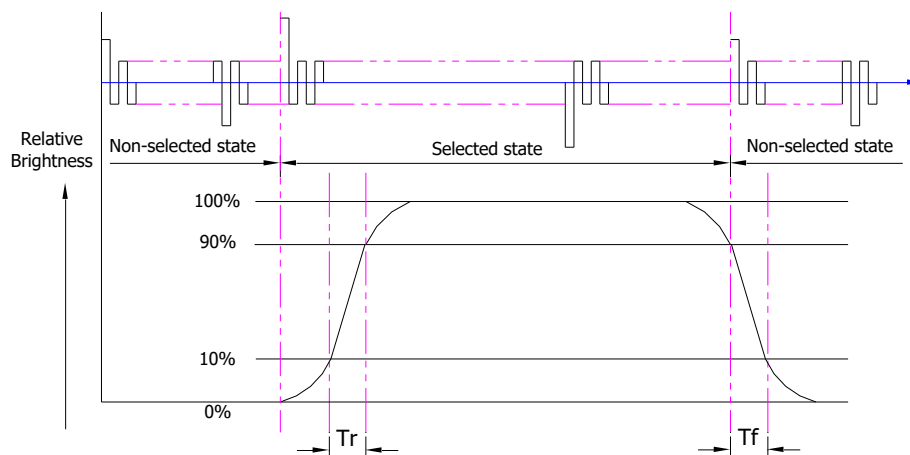 Relative
Brightness
Non-selected state
Selected state
Non-selected state
100%
90%
10%
0%
Tr
Tf